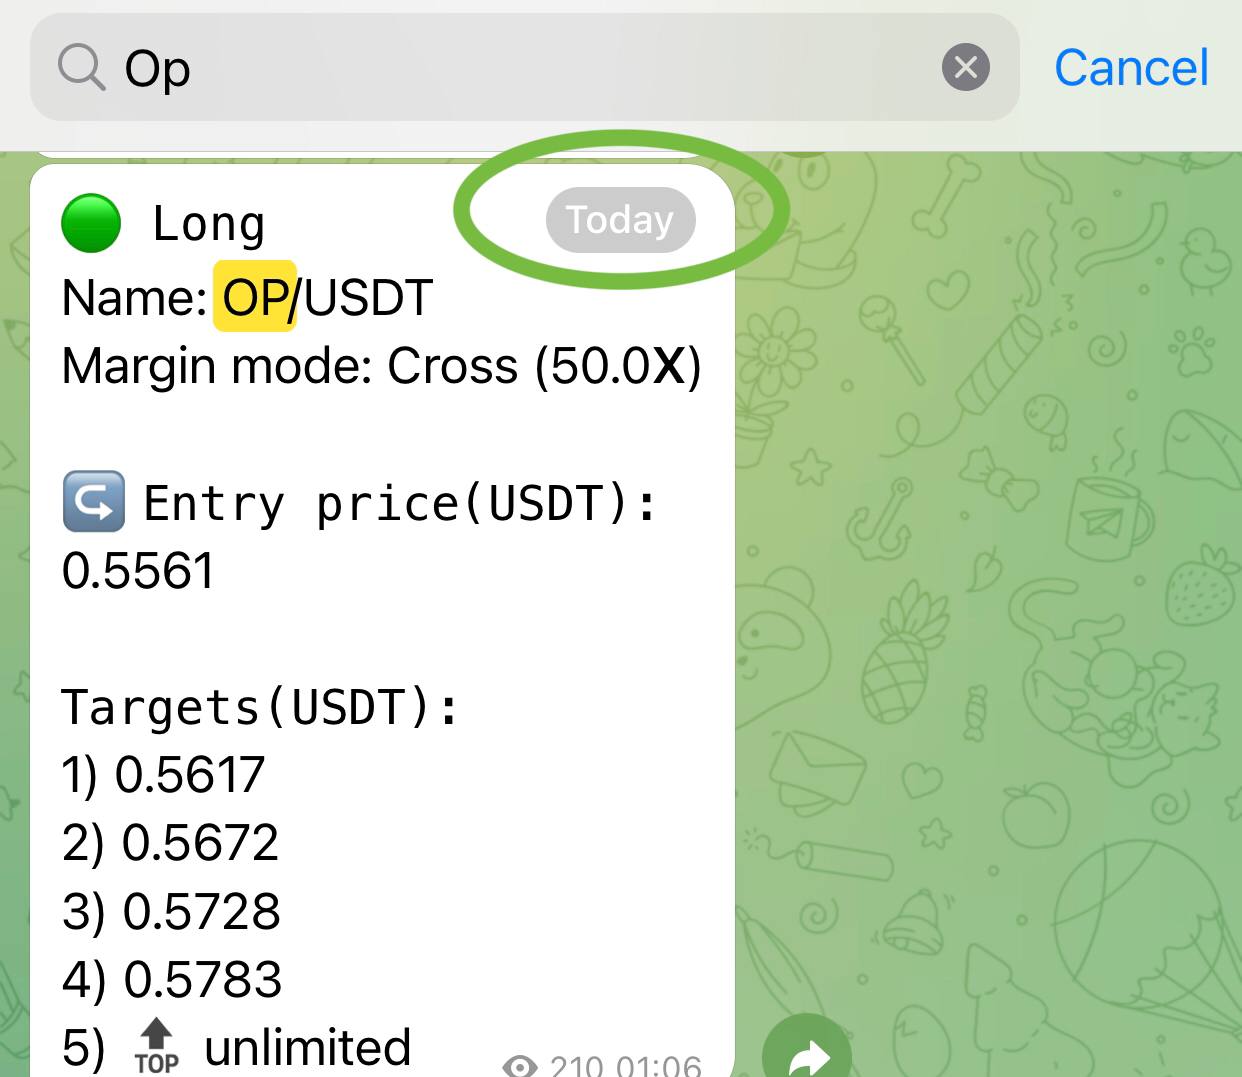 Op
Cancel
Long
Today
Name: OP/USDT
Margin mode: Cross (50.0X)
Entry price(USDT):
0.5561
Targets(USDT):
1) 0.5617
2) 0.5672
3) 0.5728
4) 0.5783
5) TOP unlimited
210 01:06